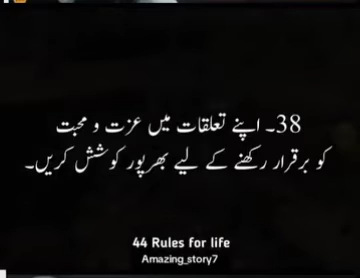 38۔ اپنے تعلقات میں عزت و محبت
کو برقرار رکھنے کے لیے بھرپور کوشش کریں۔
44 Rules for life
Amazing_story7